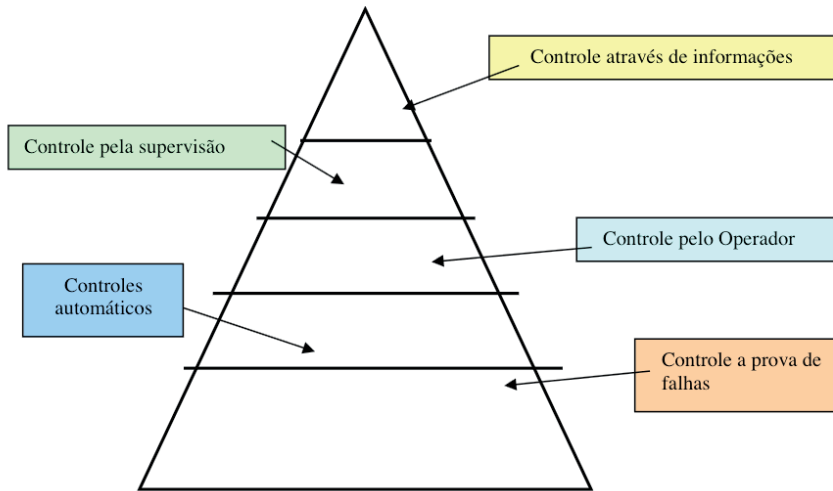 Controle através de informações
Controle pela supervisão
Controle pelo Operador
Controles
automáticos
Controle a prova de
falhas